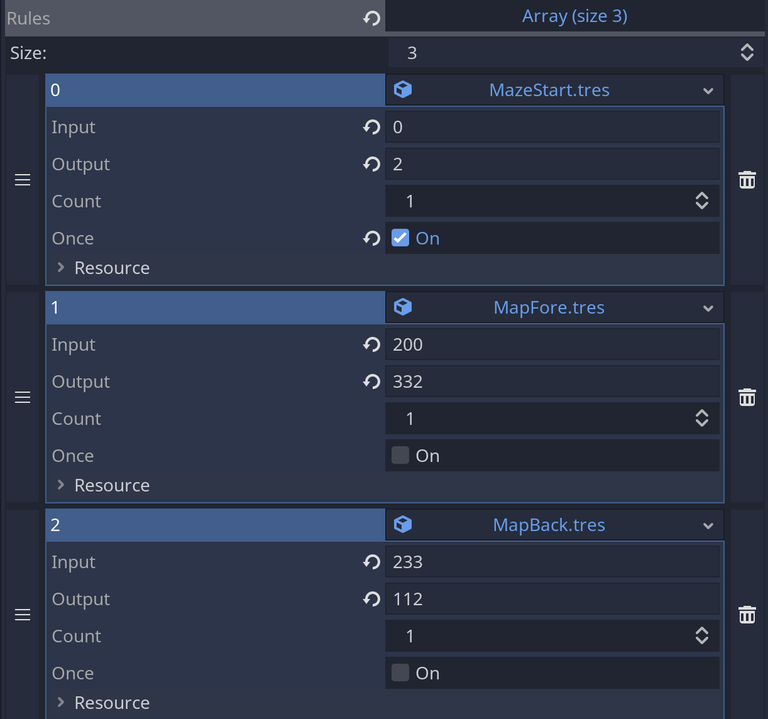 Rules Array (size 3)
Size: 3
0 MazeStart.tres
Input 0
Output 2
Count 1
Once On
Resource
1 MapFore.tres
Input 200
Output 332
Count 1
Once On
Resource
2 MapBack.tres
Input 233
Output 112
Count 1
Once On
Resource